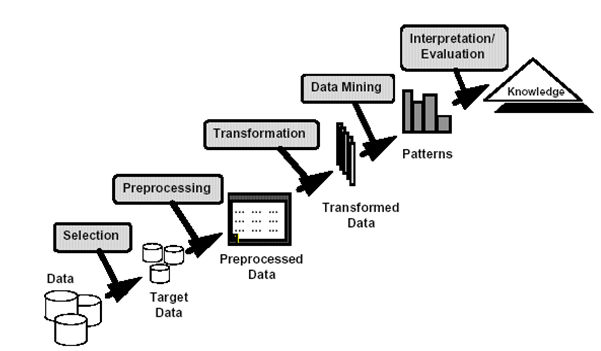 Interpretation/
Evaluation
Knowledge
Data Mining
Patterns
Transformation
Transformed
Data
Preprocessing
Preprocessed
Data
Selection
Data
Target
Data